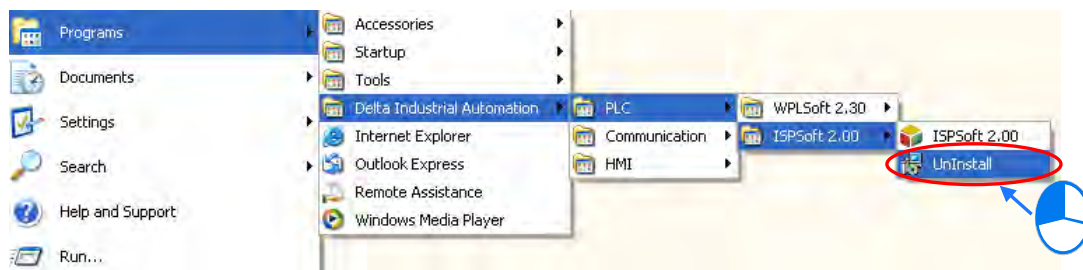 Programs
Documents
Settings
Search
Help and Support
Run...
Accessories
Startup
Tools
Delta Industrial Automation
Internet Explorer
Outlook Express
Remote Assistance
Windows Media Player
PLC
Communication
HMI
WPLSoft 2.30
ISPSoft 2.00
ISPSoft 2.00
UnInstall